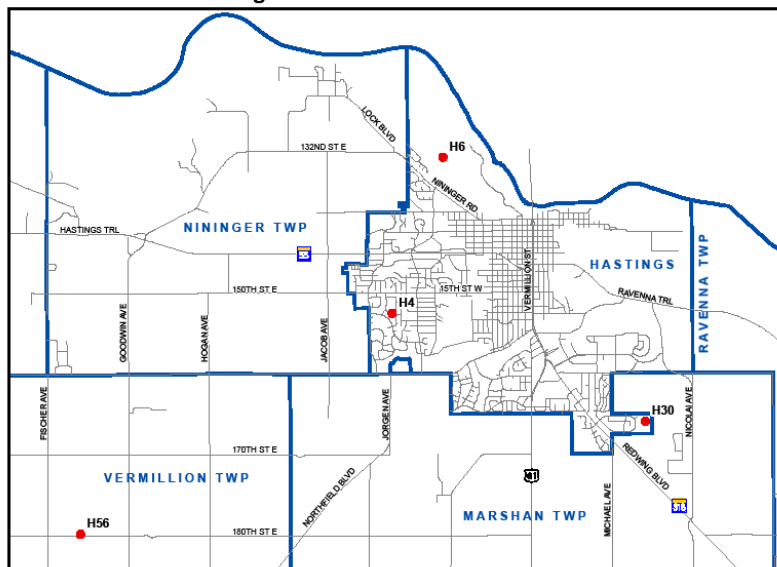 H6
LOCK BLVD
132ND ST E
NININGER RD
NININGER TWP
HASTINGS TRL
HASTINGS
RAVENNA TWP
VERMILLION ST
150TH ST E
15TH ST W
RAVENNA TRL
H4
GOODWIN AVE
HOGAN AVE
JACOB AVE
FISCHER AVE
JORGEN AVE
NICOLAI AVE
H30
170TH ST E
REDWING BLVD
VERMILLION TWP
NORTHFIELD BLVD
61
MICHAEL AVE
316
MARSHAN TWP
H56
180TH ST E